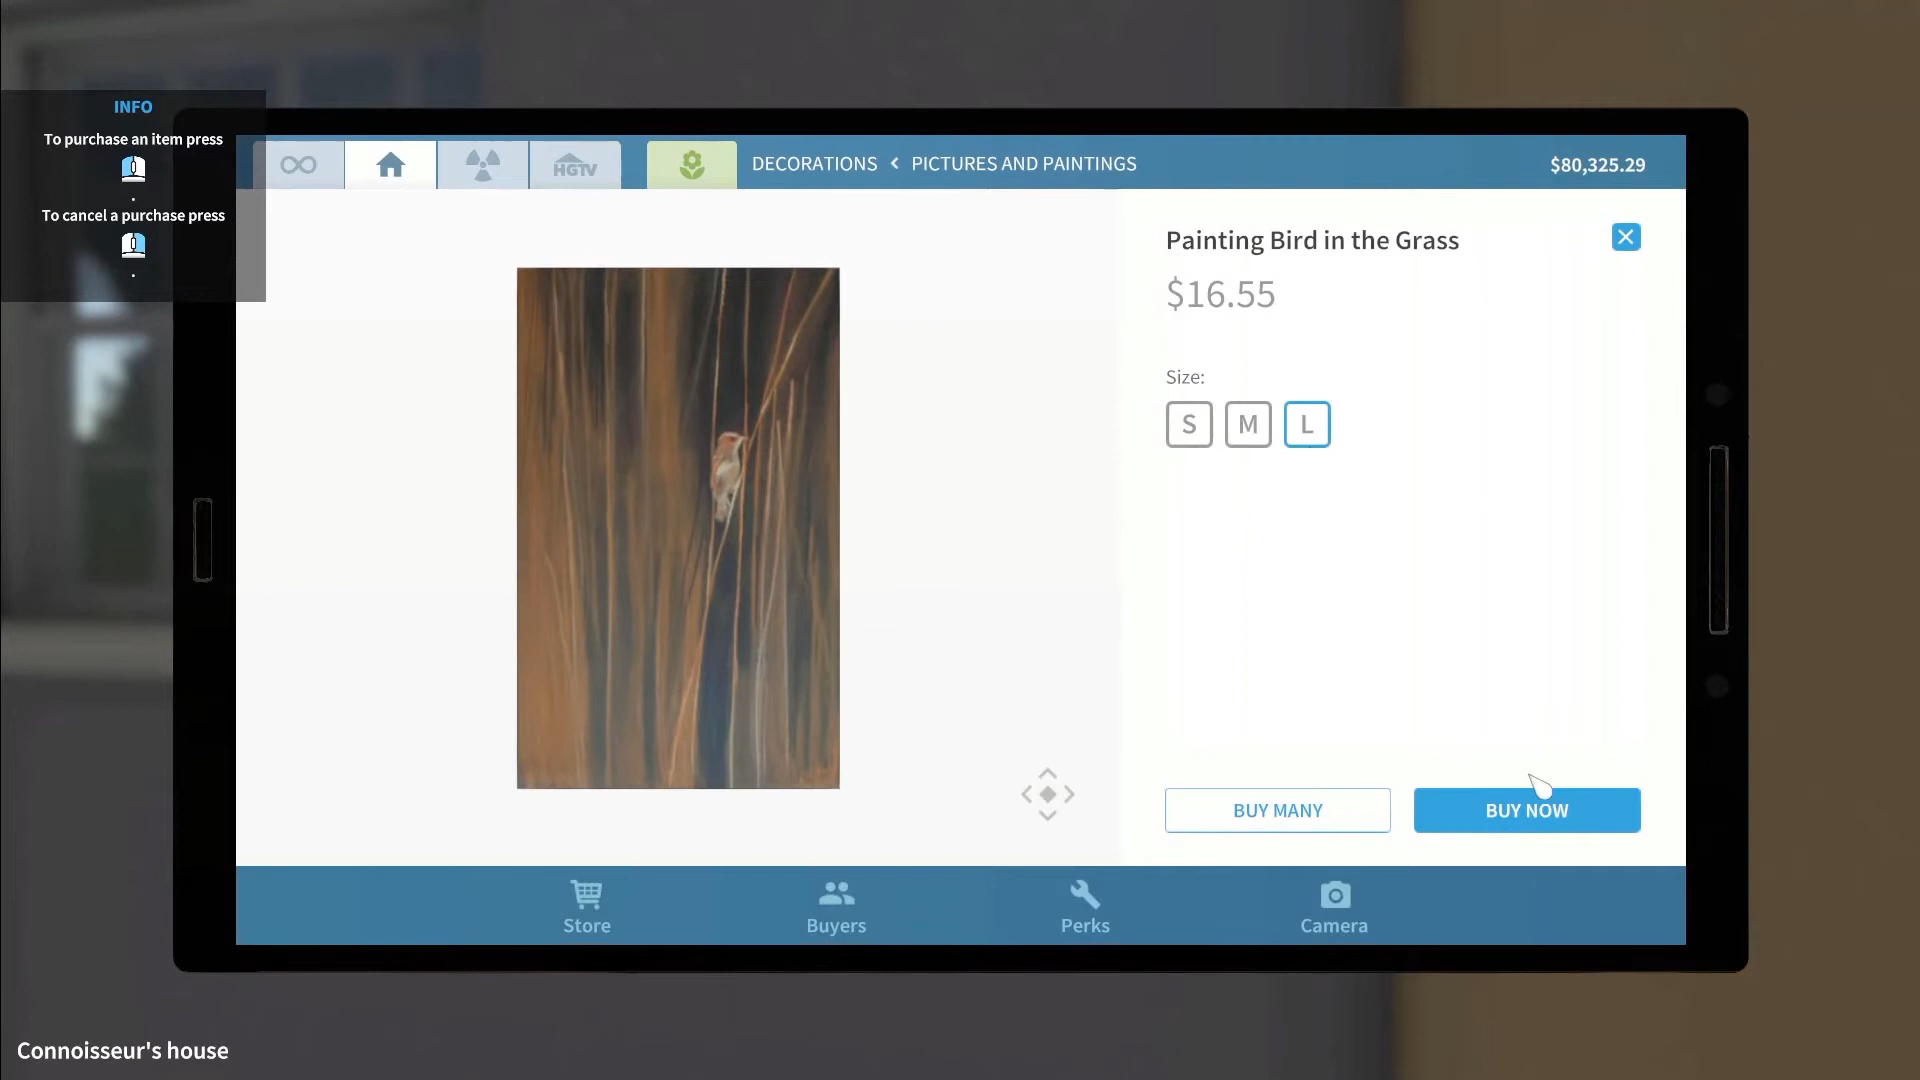 INFO
To purchase an item press
.
To cancel a purchase press
.
HGTV
DECORATIONS < PICTURES AND PAINTINGS
$80,325.29
Painting Bird in the Grass
$16.55
Size:
S M L
BUY MANY
BUY NOW
Store
Buyers
Perks
Camera
Connoisseur's house